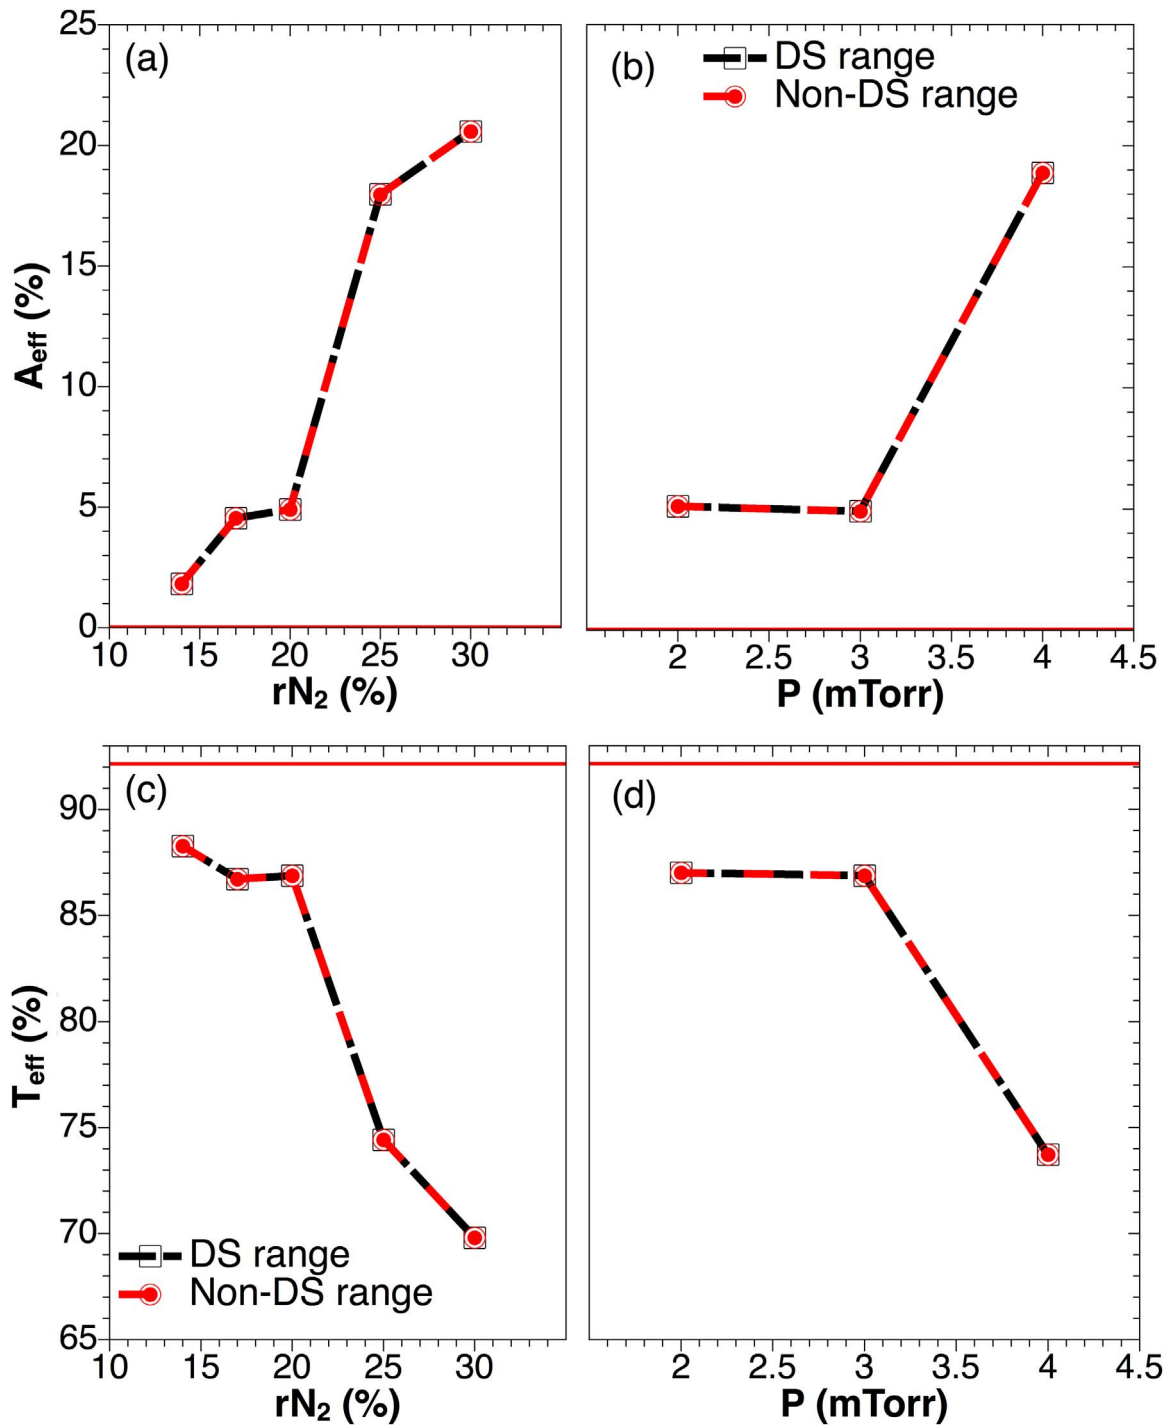 25
20
15
10
5
0
A_eff (%)
(a)
10 15 20 25 30
rN₂ (%)
(b)
DS range
Non-DS range
2 2.5 3 3.5 4 4.5
P (mTorr)
90
85
80
75
70
65
T_eff (%)
(c)
DS range
Non-DS range
10 15 20 25 30
rN₂ (%)
(d)
2 2.5 3 3.5 4 4.5
P (mTorr)